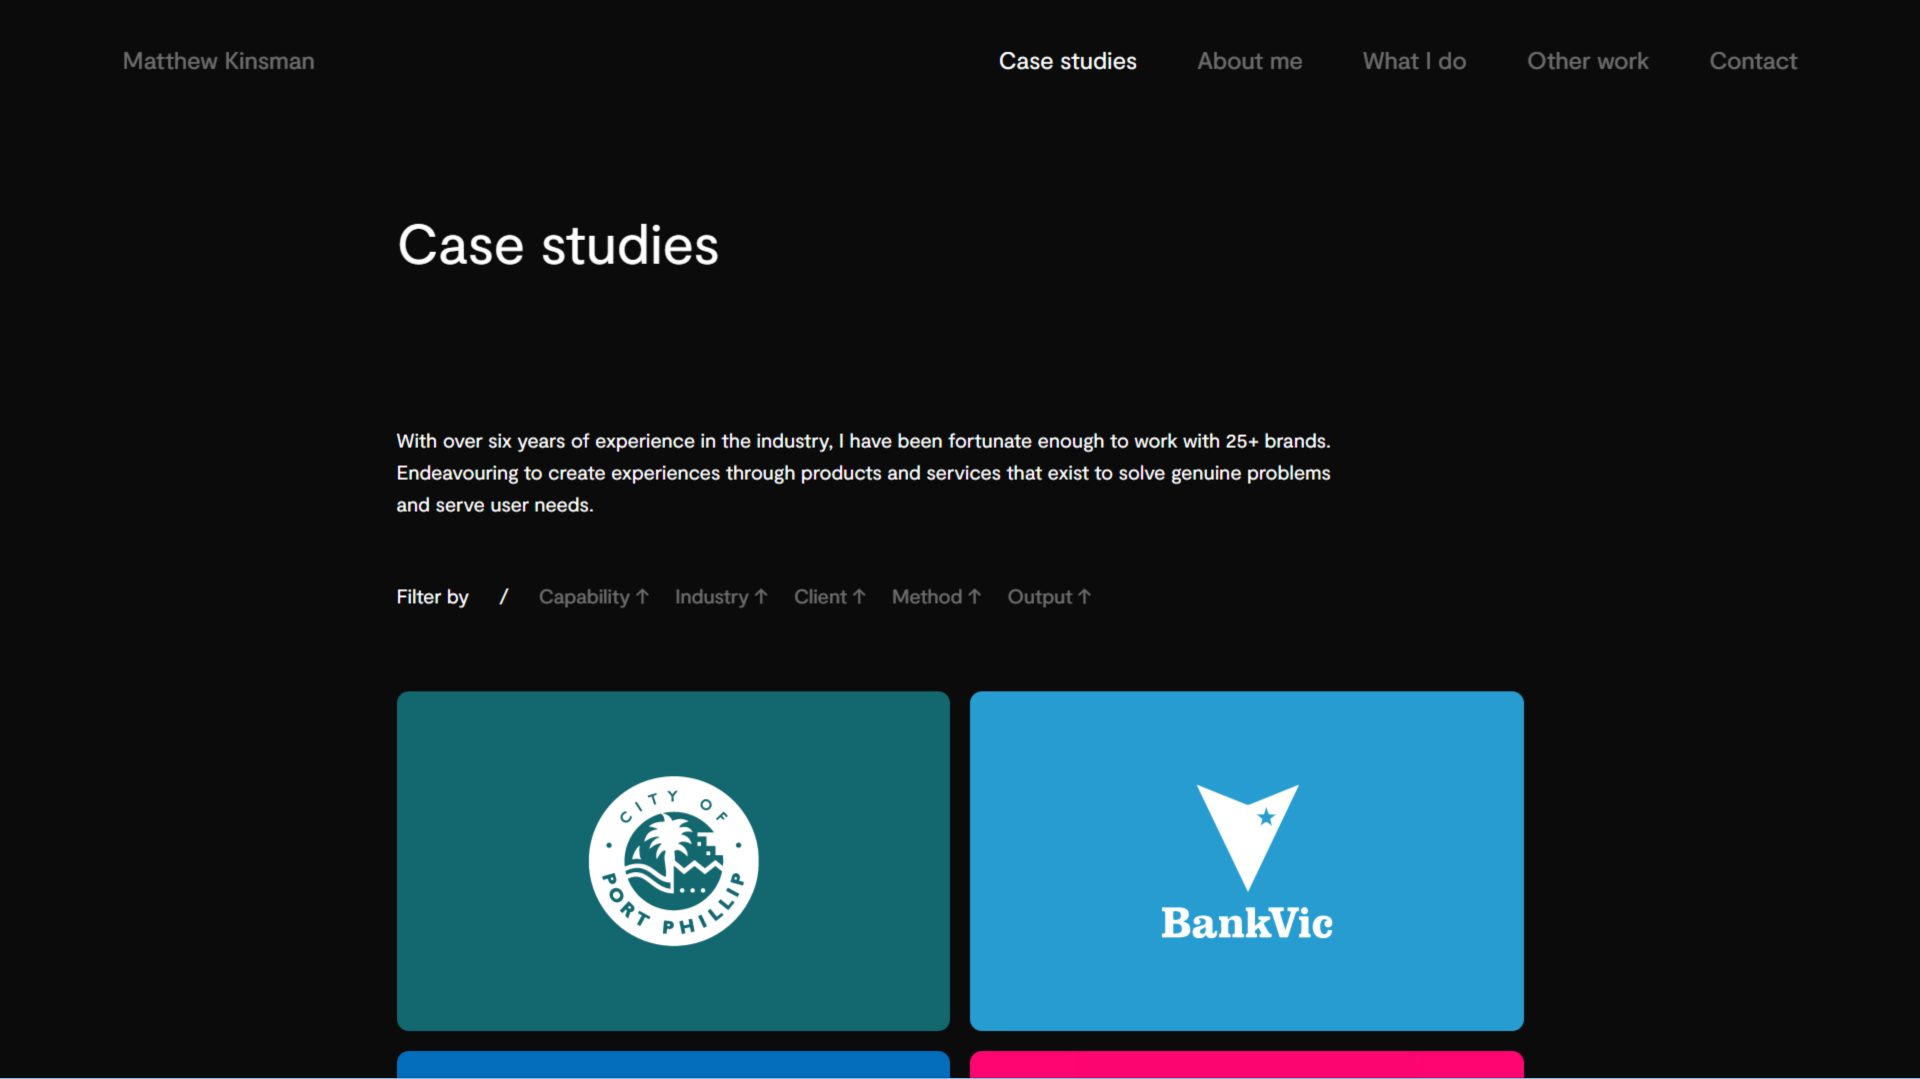 Matthew Kinsman
Case studies
About me
What I do
Other work
Contact
Case studies
With over six years of experience in the industry, I have been fortunate enough to work with 25+ brands.
Endeavouring to create experiences through products and services that exist to solve genuine problems
and serve user needs.
Filter by / Capability ↑ Industry ↑ Client ↑ Method ↑ Output ↑
CITY OF
PORT PHILLIP
BankVic